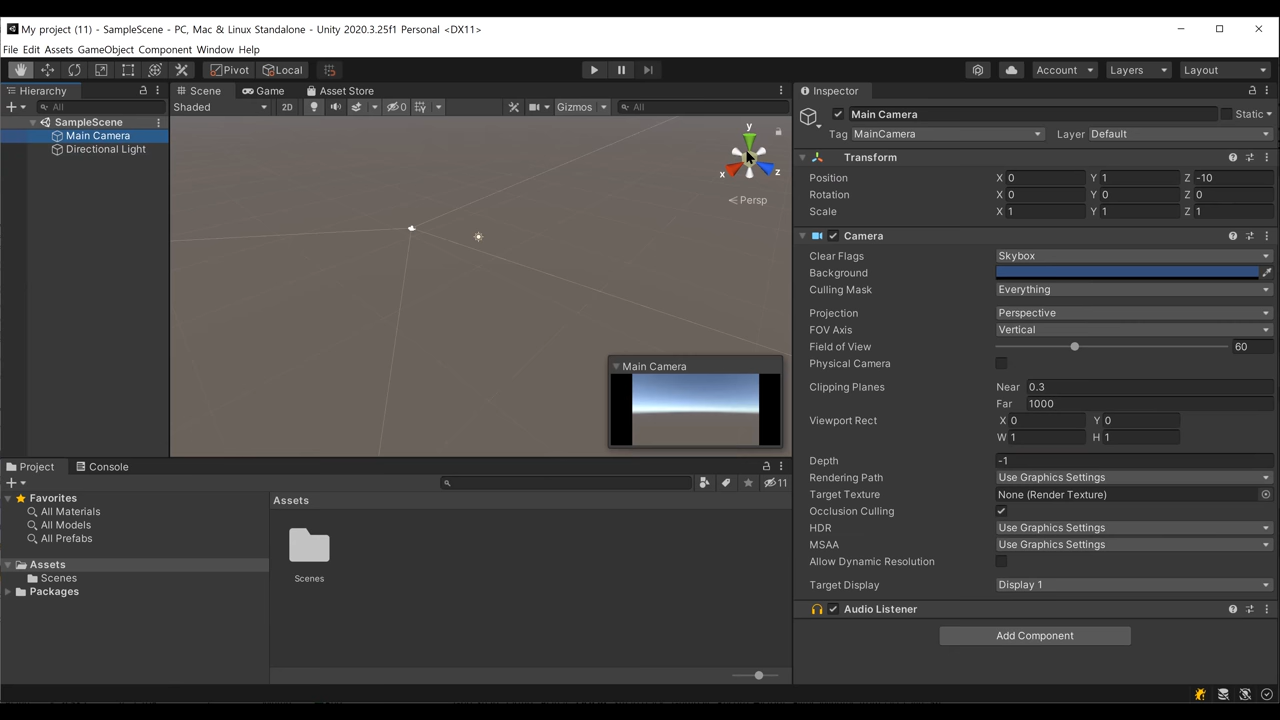 My project (11) - SampleScene - PC, Mac & Linux Standalone - Unity 2020.3.25f1 Personal <DX11>
File Edit Assets GameObject Component Window Help
Pivot Local Account Layers Layout
Hierarchy
All
SampleScene
Main Camera
Directional Light
Scene Game Asset Store
Shaded 2D 0 Gizmos All
y
x z
Persp
Main Camera
Inspector
Main Camera Static
Tag MainCamera Layer Default
Transform
Position X 0 Y 1 Z -10
Rotation X 0 Y 0 Z 0
Scale X 1 Y 1 Z 1
Camera
Clear Flags Skybox
Background
Culling Mask Everything
Projection Perspective
FOV Axis Vertical
Field of View 60
Physical Camera
Clipping Planes Near 0.3
Far 1000
Viewport Rect X 0 Y 0
W 1 H 1
Depth -1
Rendering Path Use Graphics Settings
Target Texture None (Render Texture)
Occlusion Culling
HDR Use Graphics Settings
MSAA Use Graphics Settings
Allow Dynamic Resolution
Target Display Display 1
Audio Listener
Add Component
Project Console
11
Favorites
All Materials
All Models
All Prefabs
Assets
Scenes
Packages
Assets
Scenes